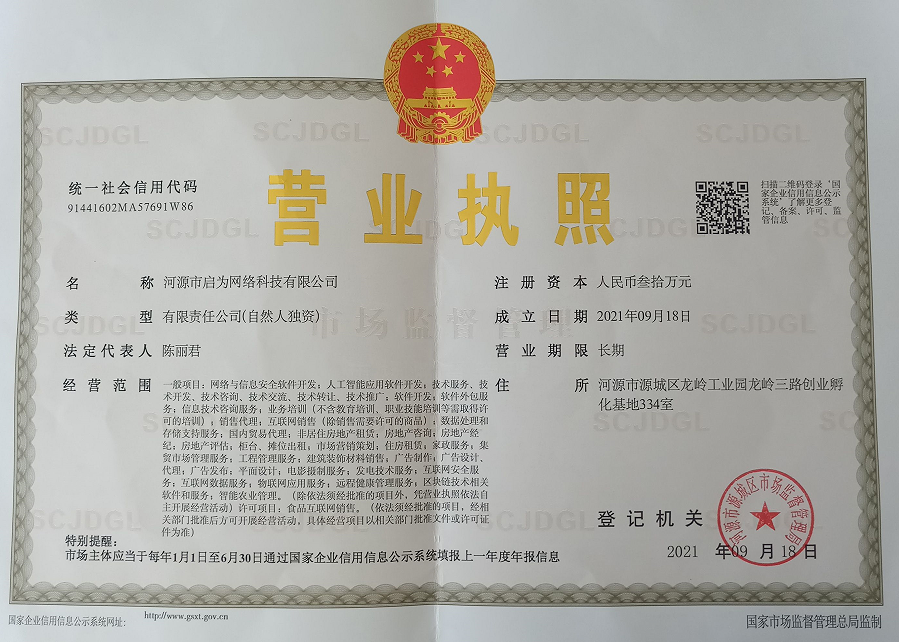 统一社会信用代码
91441602MA57691W86
营业执照
扫描二维码登录‘国
家企业信用信息公示
系统’了解更多登
记、备案、许可、监
管信息
名称 河源市启为网络科技有限公司
类型 有限责任公司(自然人独资)
法定代表人 陈丽君
经营范围 一般项目：网络与信息安全软件开发；人工智能应用软件开发；技术服务、技
术开发、技术咨询、技术交流、技术转让、技术推广；软件开发；软件外包服
务；信息技术咨询服务；业务培训（不含教育培训、职业技能培训等需取得许
可的培训）；销售代理；互联网销售（除销售需要许可的商品）；数据处理和
存储支持服务；国内贸易代理；非居住房地产租赁；房地产咨询；房地产经
纪；房地产评估；柜台、摊位出租；市场营销策划；住房租赁；家政服务；集
贸市场管理服务；工程管理服务；建筑装饰材料销售；广告制作；广告设计、
代理；广告发布；平面设计；电影摄制服务；发电技术服务；互联网安全服
务；互联网数据服务；物联网应用服务；远程健康管理服务；区块链技术相关
软件和服务；智能农业管理。（除依法须经批准的项目外，凭营业执照依法自
主开展经营活动）许可项目：食品互联网销售。（依法须经批准的项目，经相
关部门批准后方可开展经营活动，具体经营项目以相关部门批准文件或许可证
件为准）
注册资本 人民币叁拾万元
成立日期 2021年09月18日
营业期限 长期
住所 河源市源城区龙岭工业园龙岭三路创业孵
化基地334室
登记机关
河源市源城区市场监督管理局
2021 年09 月 18 日
特别提醒：
市场主体应当于每年1月1日至6月30日通过国家企业信用信息公示系统填报上一年度年报信息
国家企业信用信息公示系统网址： http://www.gsxt.gov.cn
国家市场监督管理总局监制
SCJDGL
市场监督管理